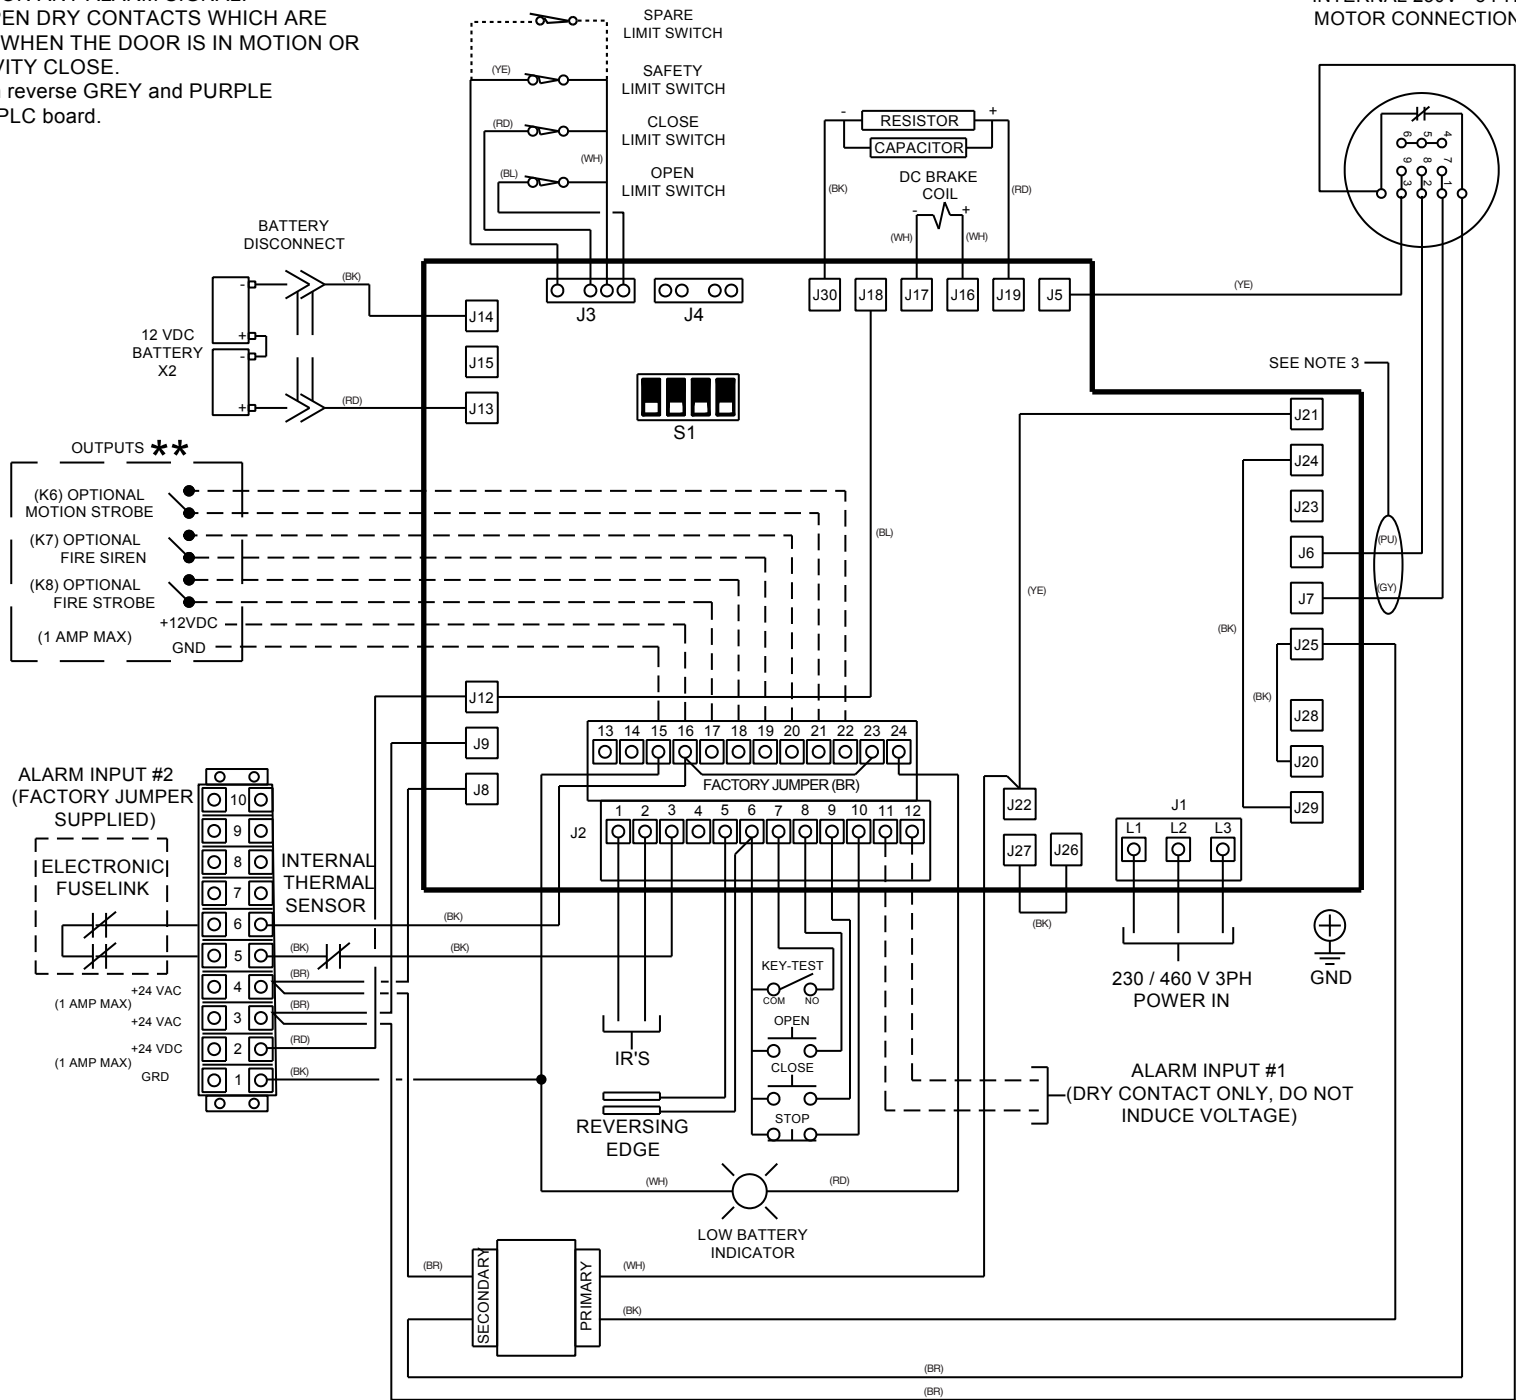 PEN DRY CONTACTS WHICH ARE
WHEN THE DOOR IS IN MOTION OR
VITY CLOSE.
reverse GREY and PURPLE
PLC board.
SPARE
LIMIT SWITCH
(YE)
SAFETY
LIMIT SWITCH
(RD)
CLOSE
LIMIT SWITCH
(WH)
(BL)
OPEN
LIMIT SWITCH
- RESISTOR +
CAPACITOR
DC BRAKE
COIL
- +
(BK)
(WH)
(WH)
(RD)
MOTOR CONNECTION
6 5 4
9 8 7
3 2 1
BATTERY
DISCONNECT
(BK)
-
+
-
+
12 VDC
BATTERY
X2
(RD)
J14
J15
J13
J3
J4
J30
J18
J17
J16
J19
J5
(YE)
S1
SEE NOTE 3
J21
J24
J23
J6
(PU)
J7
(GY)
J25
J28
J20
J29
(BK)
(BK)
(YE)
(BL)
OUTPUTS **
(K6) OPTIONAL
MOTION STROBE
(K7) OPTIONAL
FIRE SIREN
(K8) OPTIONAL
FIRE STROBE
+12VDC
(1 AMP MAX)
GND
J12
J9
J8
13 14 15 16 17 18 19 20 21 22 23 24
FACTORY JUMPER (BR)
J2
1 2 3 4 5 6 7 8 9 10 11 12
J22
J27
J26
(BK)
J1
L1 L2 L3
230 / 460 V 3PH
POWER IN
GND
ALARM INPUT #2
(FACTORY JUMPER
SUPPLIED)
ELECTRONIC
FUSELINK
10
9
8
7
6
5
4
3
2
1
INTERNAL
THERMAL
SENSOR
(BK)
(BK)
(BK)
(BR)
+24 VAC
(1 AMP MAX)
(BR)
+24 VAC
(RD)
+24 VDC
(1 AMP MAX)
GRD
(BK)
IR'S
REVERSING
EDGE
KEY-TEST
COM NO
OPEN
CLOSE
STOP
ALARM INPUT #1
(DRY CONTACT ONLY, DO NOT
INDUCE VOLTAGE)
(WH)
(RD)
LOW BATTERY
INDICATOR
(BR)
SECONDARY
PRIMARY
(WH)
(BK)
(BR)
(BR)